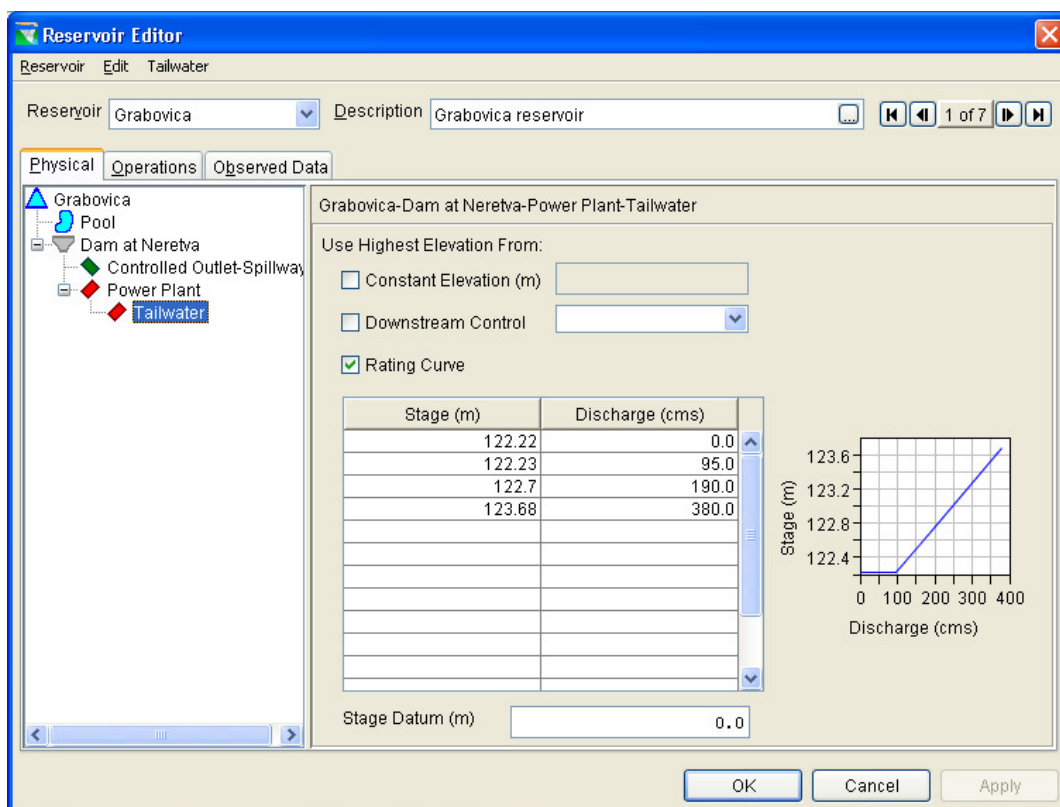 Reservoir Editor
Reservoir Edit Tailwater
Reservoir Grabovica Description Grabovica reservoir ... 1 of 7
Physical Operations Observed Data
Grabovica
Pool
Dam at Neretva
Controlled Outlet-Spillway
Power Plant
Tailwater
Grabovica-Dam at Neretva-Power Plant-Tailwater
Use Highest Elevation From:
Constant Elevation (m)
Downstream Control
Rating Curve
Stage (m) Discharge (cms)
122.22 0.0
122.23 95.0
122.7 190.0
123.68 380.0
Stage (m)
123.6
123.2
122.8
122.4
0 100 200 300 400
Discharge (cms)
Stage Datum (m) 0.0
OK Cancel Apply